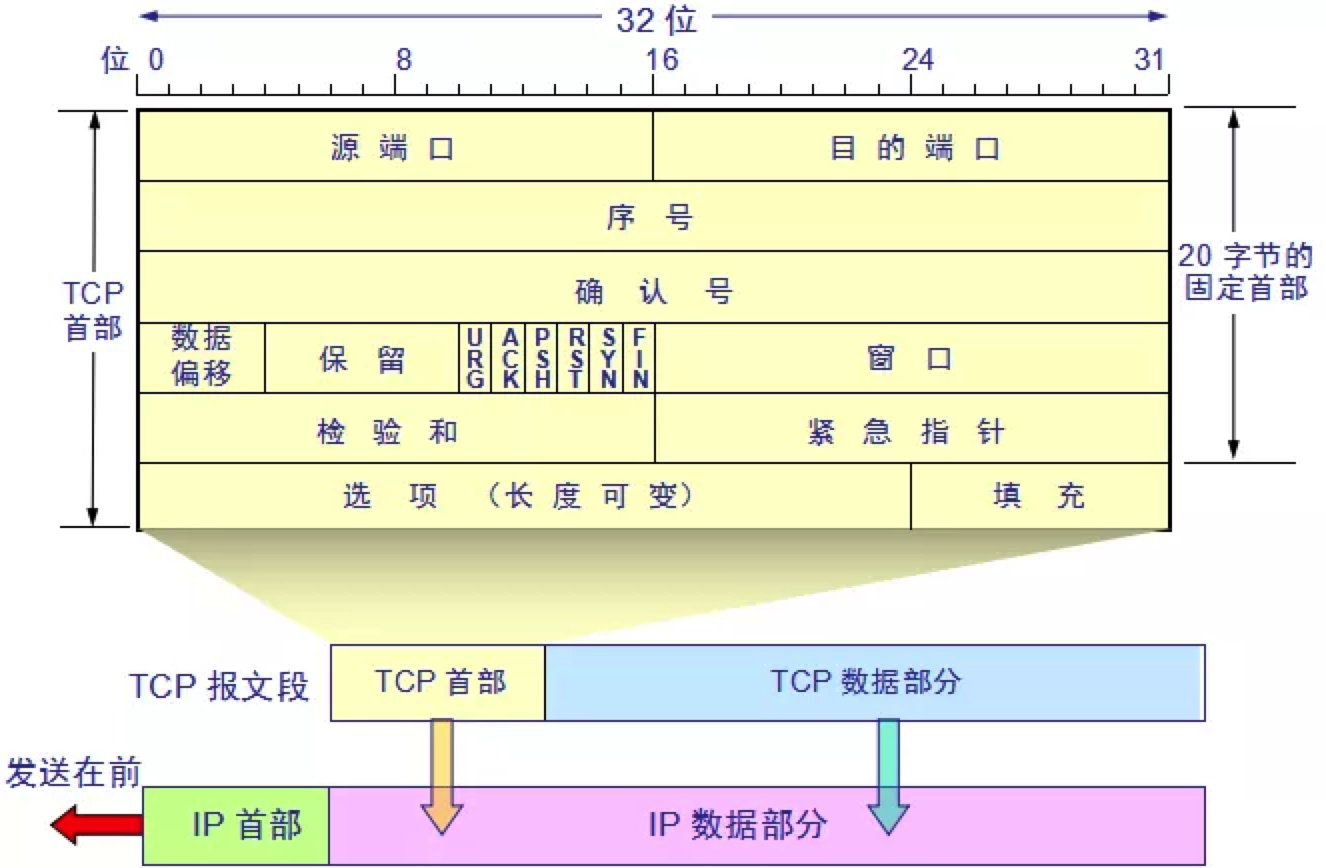 32 位
位 0 8 16 24 31
源 端 口 目 的 端 口
序 号
确 认 号
TCP
首部
20 字节的
固定首部
数据
偏移
保 留
URG ACK PSH RST SYN FIN
窗 口
检 验 和 紧 急 指 针
选 项 （长 度 可 变） 填 充
TCP 报文段 TCP 首部 TCP 数据部分
发送在前
IP 首部 IP 数据部分